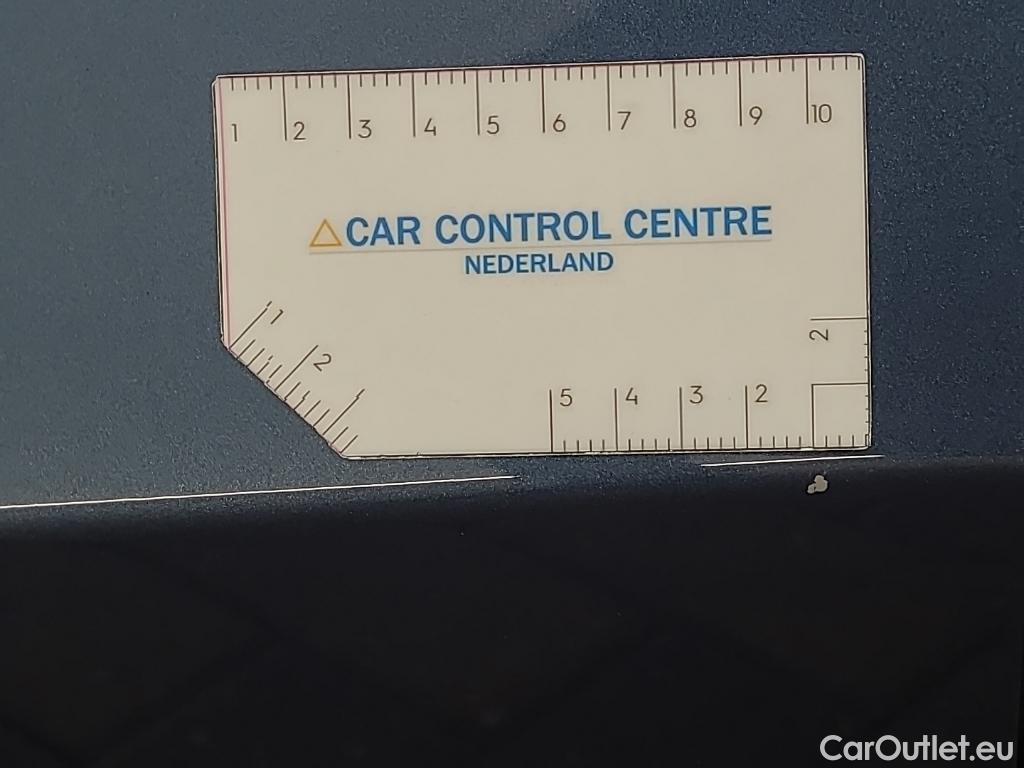 1 2 3 4 5 6 7 8 9 10
CAR CONTROL CENTRE
NEDERLAND
1
2
2
5 4 3 2
CarOutlet.eu